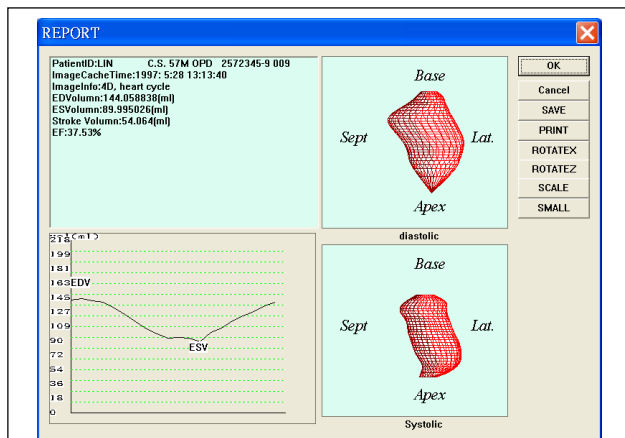 REPORT
PatientID:LIN C.S. 57M OPD 2572345-9 009
ImageCacheTime:1997: 5:28 13:13:40
ImageInfo:4D, heart cycle
EDVolumn:144.058838(ml)
ESVolumn:89.995026(ml)
Stroke Volumn:54.064(ml)
EF:37.53%
Base
Sept
Lat.
Apex
diastolic
OK
Cancel
SAVE
PRINT
ROTATEX
ROTATEZ
SCALE
SMALL
218
199
181
163
EDV
145
127
109
90
ESV
72
54
36
18
0
Base
Sept
Lat.
Apex
Systolic